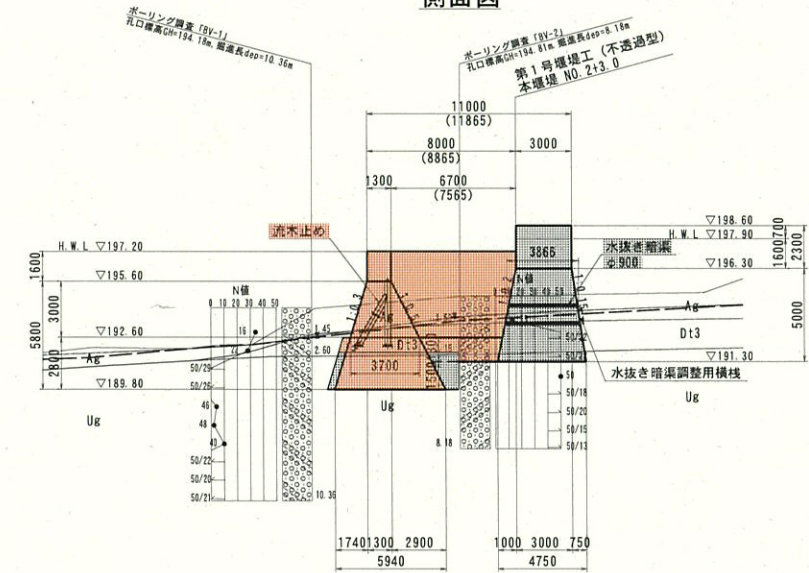 側面図
ボーリング調査「BV-1」
孔口標高GH=194.18m, 掘進長dep=10.36m
ボーリング調査「BV-2」
孔口標高GH=194.81m, 掘進長dep=8.18m
第1号堰堤工 (不透過型)
本堰堤 NO.2+3.0
11000
(11865)
8000
(8865)
3000
1300
6700
(7565)
流木止め
H.W.L ▽197.20
▽198.60
H.W.L ▽197.90
1600
700
2300
3865
水抜き暗渠
φ900
▽195.60
▽196.30
1600
N値
0 10 20 30 40 50
N値
3000
5800
2800
5000
▽192.60
16
22
1.45
2.60
Ag
Ag
Dt3
Dt3
▽191.30
50/29
50/26
3700
1500
▽189.80
水抜き暗渠調整用横桟
Ug
Ug
Ug
46
48
40
50/22
50/20
50/21
10.36
8.18
50
50/18
50/15
50/15
50/13
1740
1300
2900
5940
1000
3000
750
4750